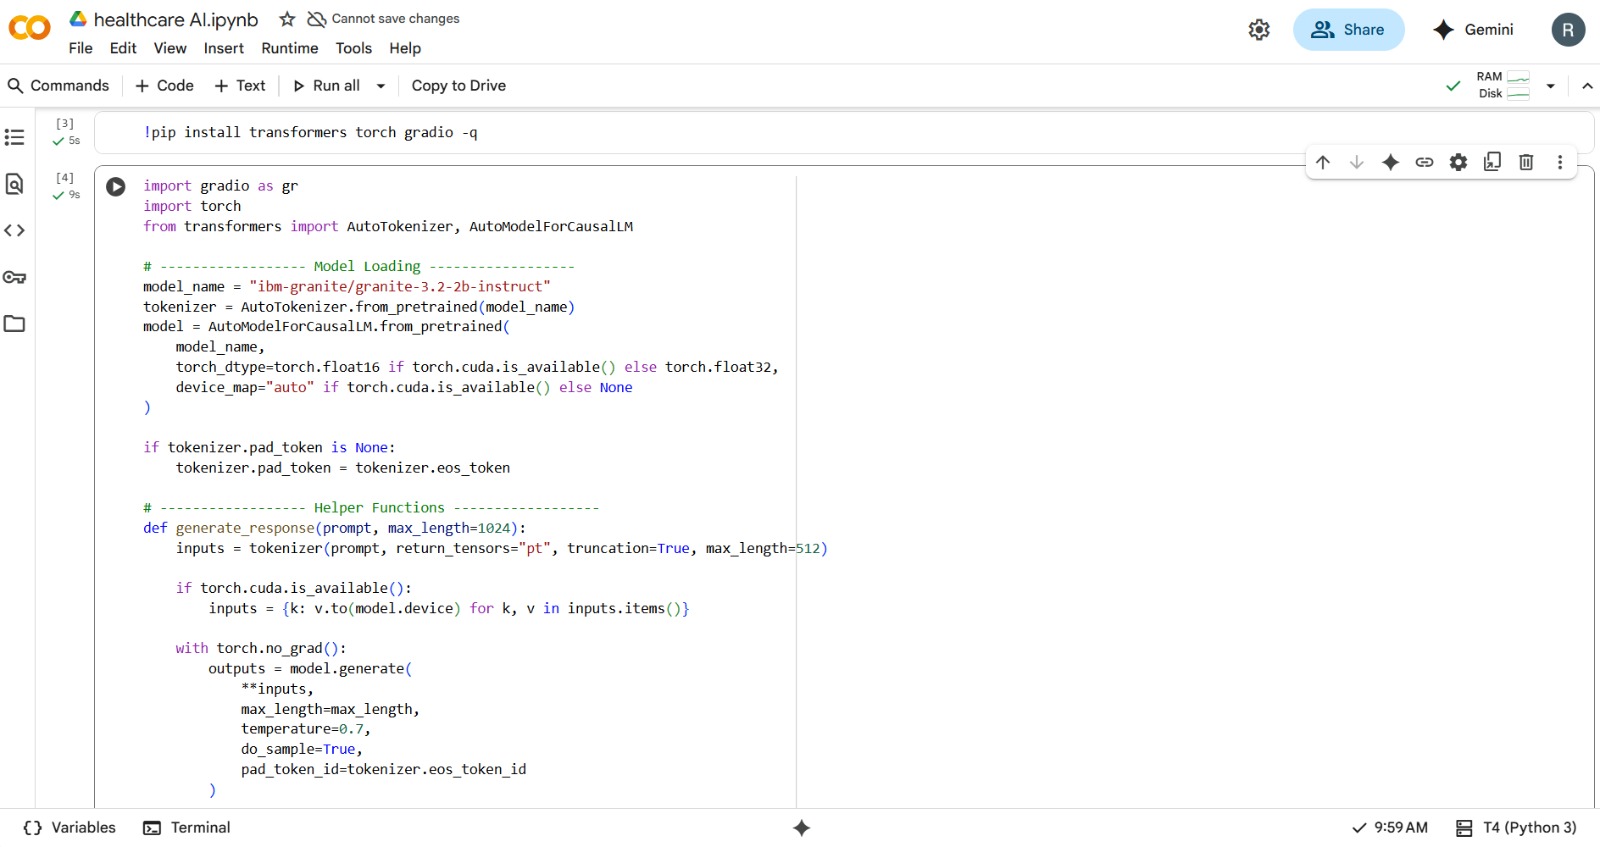 healthcare AI.ipynb Cannot save changes
File Edit View Insert Runtime Tools Help
Share Gemini R
Commands + Code + Text Run all Copy to Drive
RAM
Disk
[3] !pip install transformers torch gradio -q
5s
[4] import gradio as gr
9s
import torch
from transformers import AutoTokenizer, AutoModelForCausalLM
# ------------------ Model Loading ------------------
model_name = "ibm-granite/granite-3.2-2b-instruct"
tokenizer = AutoTokenizer.from_pretrained(model_name)
model = AutoModelForCausalLM.from_pretrained(
    model_name,
    torch_dtype=torch.float16 if torch.cuda.is_available() else torch.float32,
    device_map="auto" if torch.cuda.is_available() else None
)
if tokenizer.pad_token is None:
    tokenizer.pad_token = tokenizer.eos_token
# ------------------ Helper Functions ------------------
def generate_response(prompt, max_length=1024):
    inputs = tokenizer(prompt, return_tensors="pt", truncation=True, max_length=512)
    if torch.cuda.is_available():
        inputs = {k: v.to(model.device) for k, v in inputs.items()}
    with torch.no_grad():
        outputs = model.generate(
            **inputs,
            max_length=max_length,
            temperature=0.7,
            do_sample=True,
            pad_token_id=tokenizer.eos_token_id
        )
{} Variables Terminal 9:59 AM T4 (Python 3)